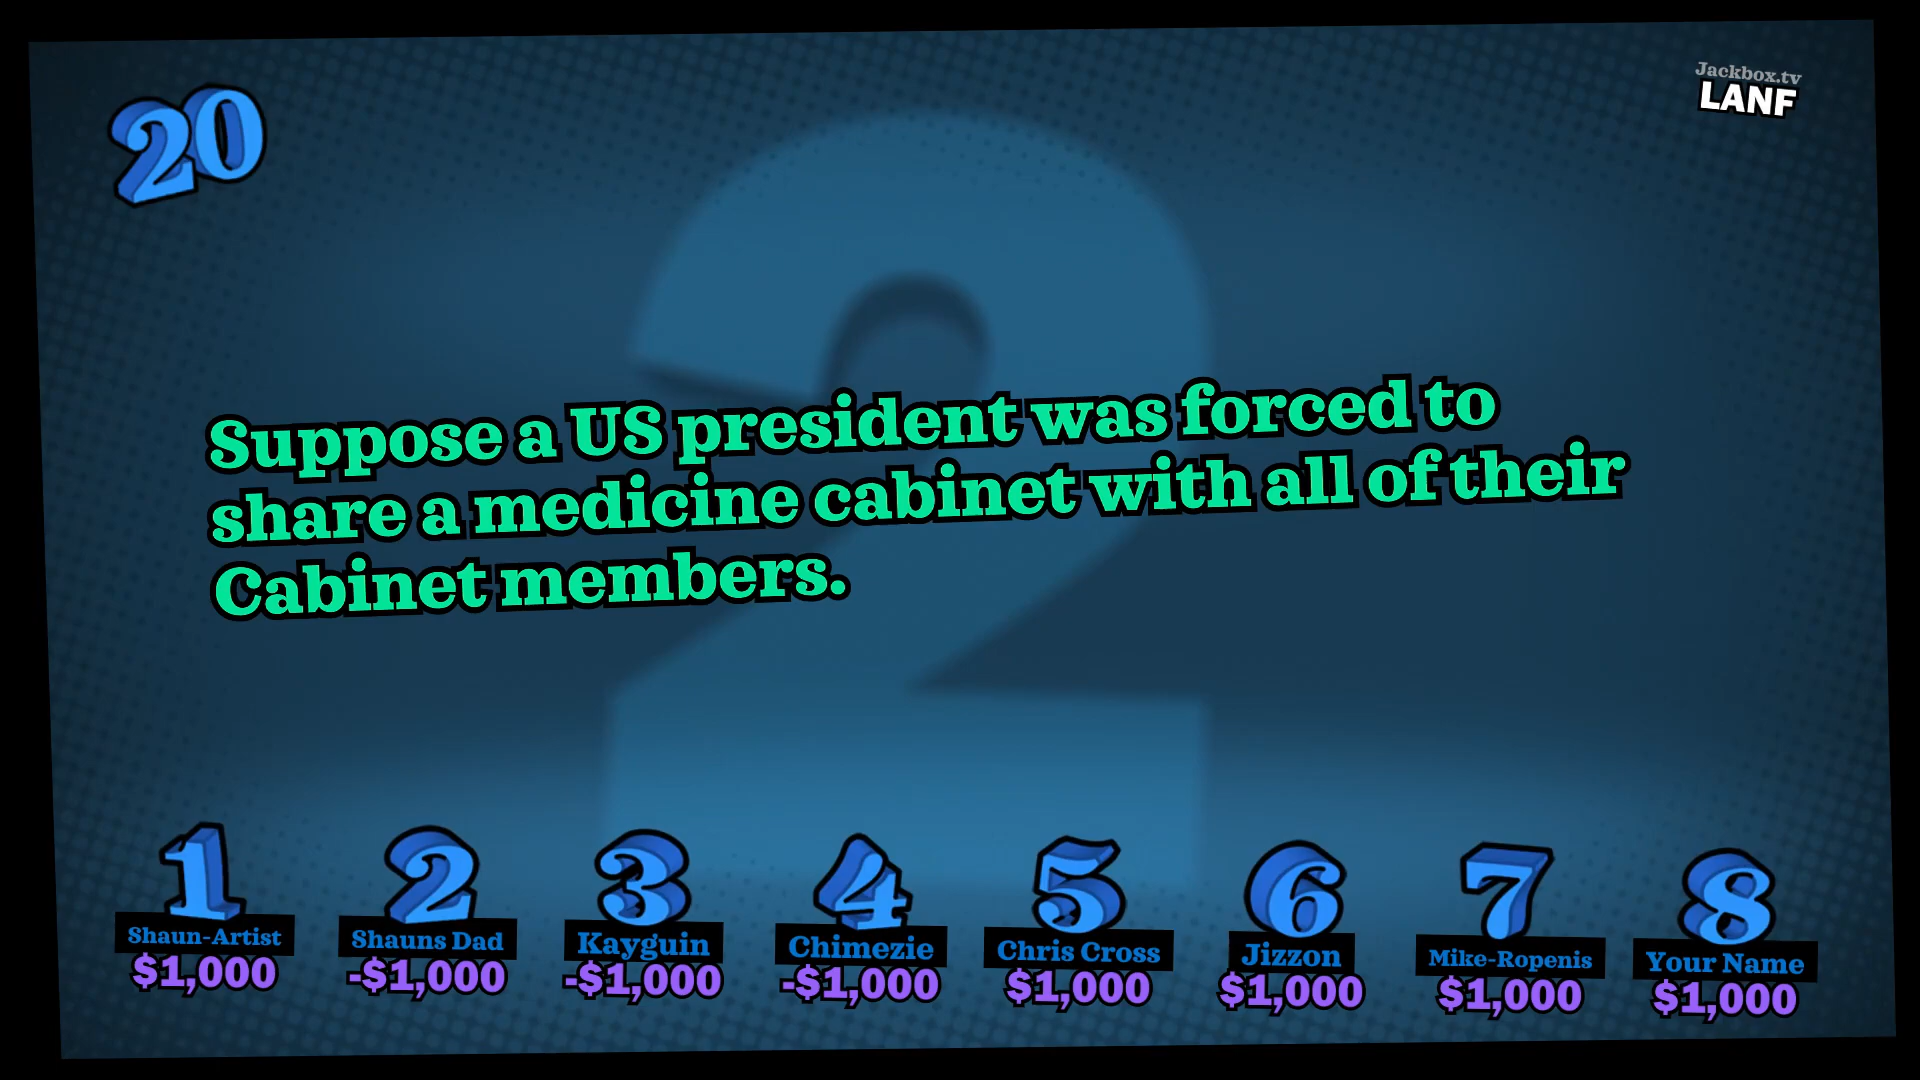 20
Jackbox.tv
LANF
2
Suppose a US president was forced to
share a medicine cabinet with all of their
Cabinet members.
1 2 3 4 5 6 7 8
Shaun-Artist Shauns Dad Kayguin Chimezie Chris Cross Jizzon Mike-Ropenis Your Name
$1,000 -$1,000 -$1,000 -$1,000 $1,000 $1,000 $1,000 $1,000